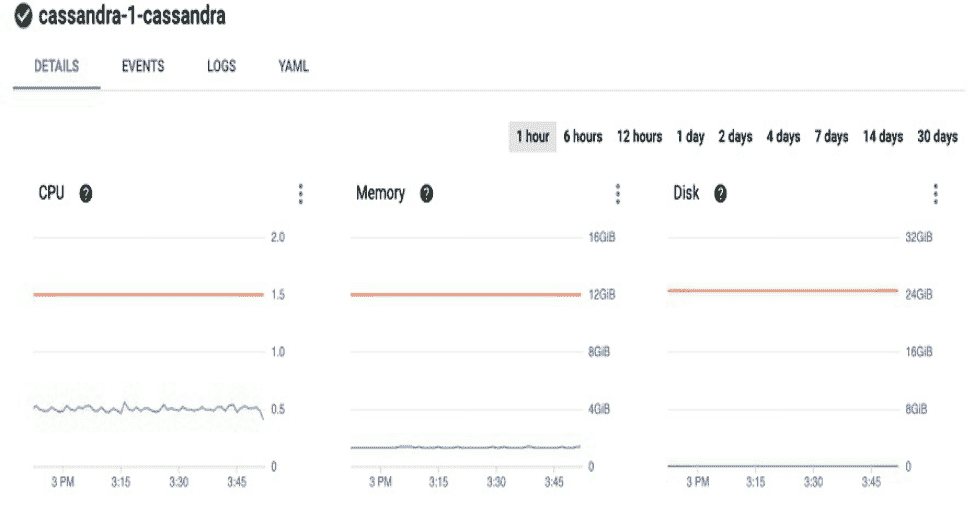 cassandra-1-cassandra
DETAILS EVENTS LOGS YAML
1 hour 6 hours 12 hours 1 day 2 days 4 days 7 days 14 days 30 days
CPU ? Memory ? Disk ?
2.0 16GiB 32GiB
1.5 12GiB 24GiB
1.0 8GiB 16GiB
0.5 4GiB 8GiB
0 0 0
3 PM 3:15 3:30 3:45 3 PM 3:15 3:30 3:45 3 PM 3:15 3:30 3:45